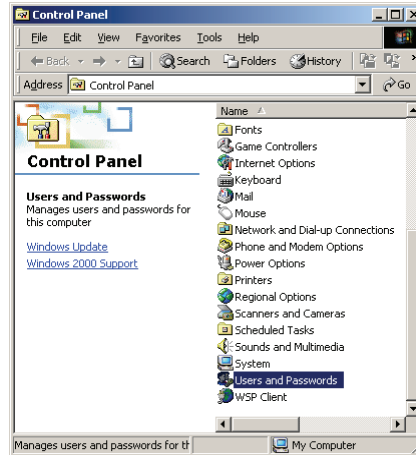 Control Panel
File Edit View Favorites Tools Help
Back Search Folders History
Address Control Panel Go
Name
Fonts
Game Controllers
Internet Options
Keyboard
Mail
Mouse
Network and Dial-up Connections
Phone and Modem Options
Power Options
Printers
Regional Options
Scanners and Cameras
Scheduled Tasks
Sounds and Multimedia
System
Users and Passwords
WSP Client
Control Panel
Users and Passwords
Manages users and passwords for
this computer
Windows Update
Windows 2000 Support
Manages users and passwords for th
My Computer